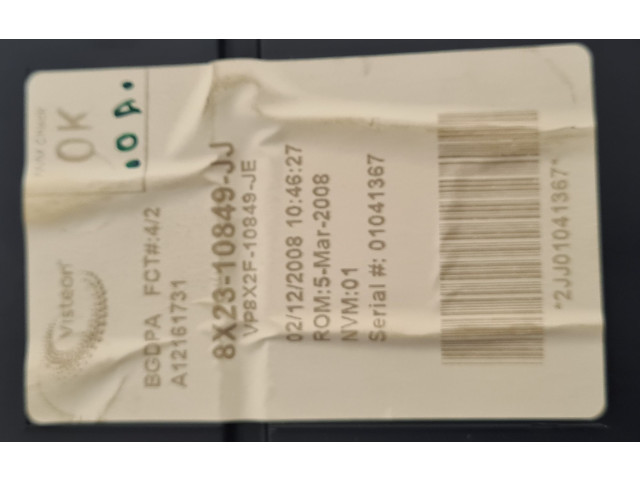 Visteon
OK
.OA.
BGDPA FCT#:4/2
A12161731
8X23-10849-JJ
VP8X2F-10849-JE
02/12/2008 10:46:27
ROM:5-Mar-2008
NVM:01
Serial #: 01041367
*2JJ01041367*